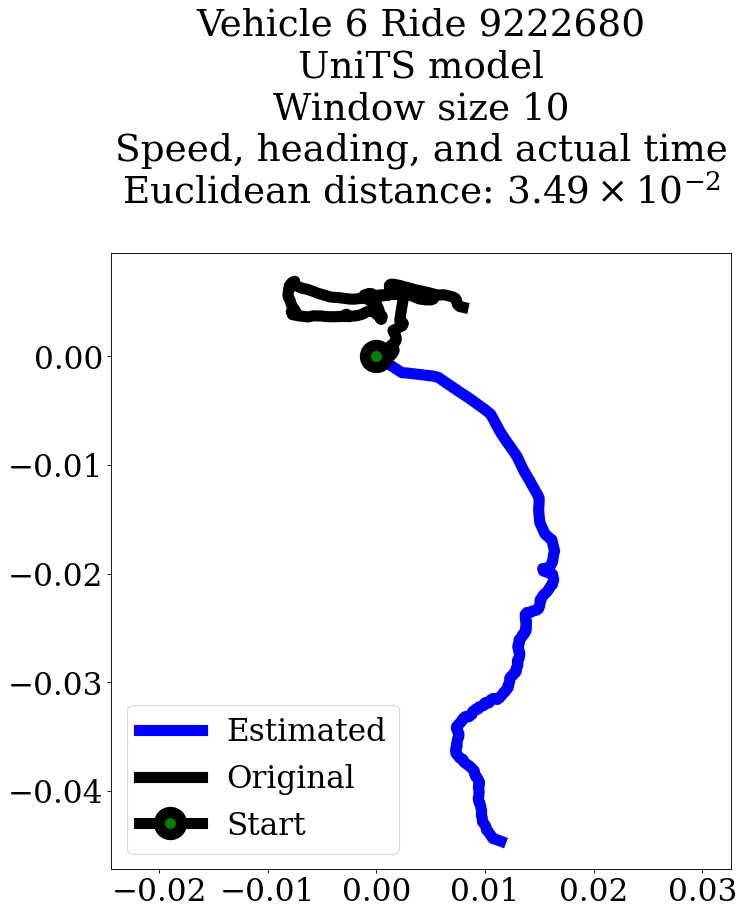 Vehicle 6 Ride 9222680
UniTS model
Window size 10
Speed, heading, and actual time
Euclidean distance: 3.49 × 10⁻²
0.00
−0.01
−0.02
−0.03
−0.04
Estimated
Original
Start
−0.02 −0.01 0.00 0.01 0.02 0.03